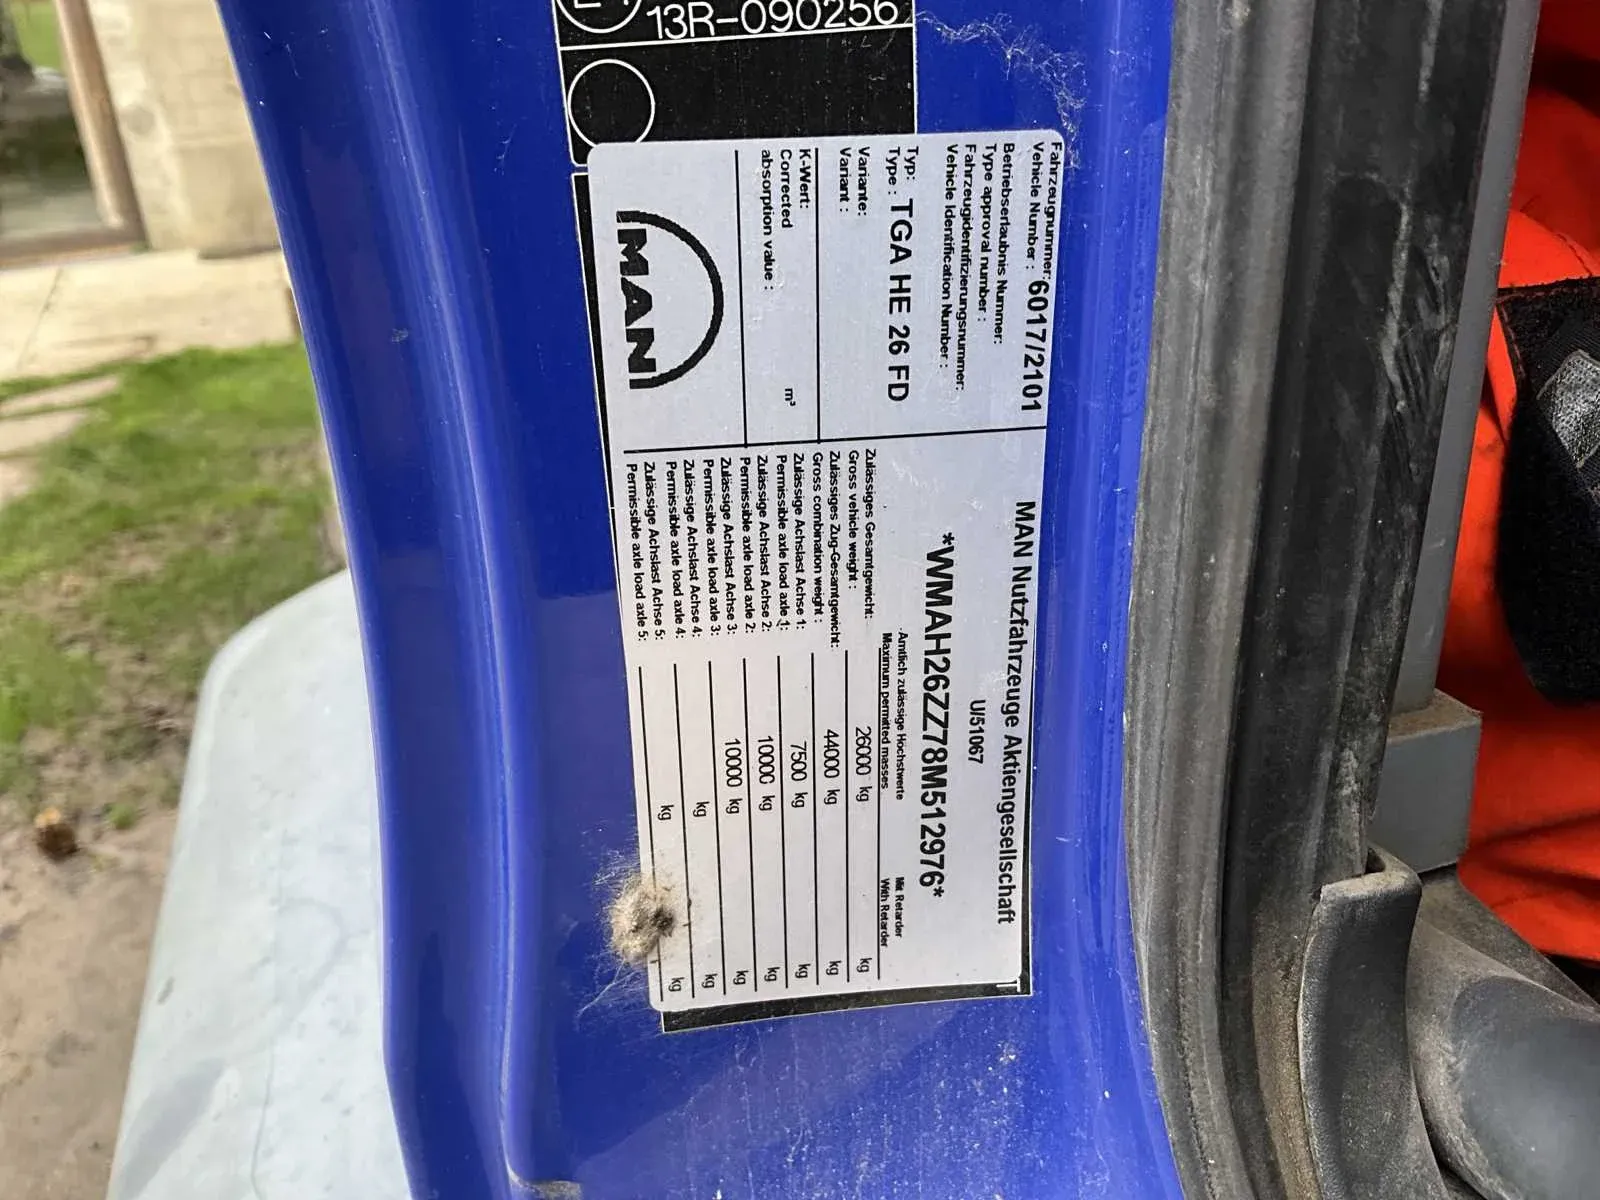 13R-090256
Fahrzeugnummer:
Vehicle Number : 6017/2101
Betriebserlaubnis Nummer:
Type approval number :
Fahrzeugidentifizierungsnummer:
Vehicle Identification Number :
Typ:
Type : TGA HE 26 FD
Variante:
Variant :
K-Wert:
Corrected
absorption value : m³
MAN
MAN Nutzfahrzeuge Aktiengesellschaft
U/51067
*WMAH26ZZ78M512976*
Amtlich zulässige Höchstwerte Mit Retarder
Maximum permitted masses With Retarder
Zulässiges Gesamtgewicht:
Gross vehicle weight : 26000 kg kg
Zulässiges Zug-Gesamtgewicht:
Gross combination weight : 44000 kg kg
Zulässige Achslast Achse 1:
Permissible axle load axle 1: 7500 kg kg
Zulässige Achslast Achse 2:
Permissible axle load axle 2: 10000 kg kg
Zulässige Achslast Achse 3:
Permissible axle load axle 3: 10000 kg kg
Zulässige Achslast Achse 4:
Permissible axle load axle 4: kg kg
Zulässige Achslast Achse 5:
Permissible axle load axle 5: kg kg
T